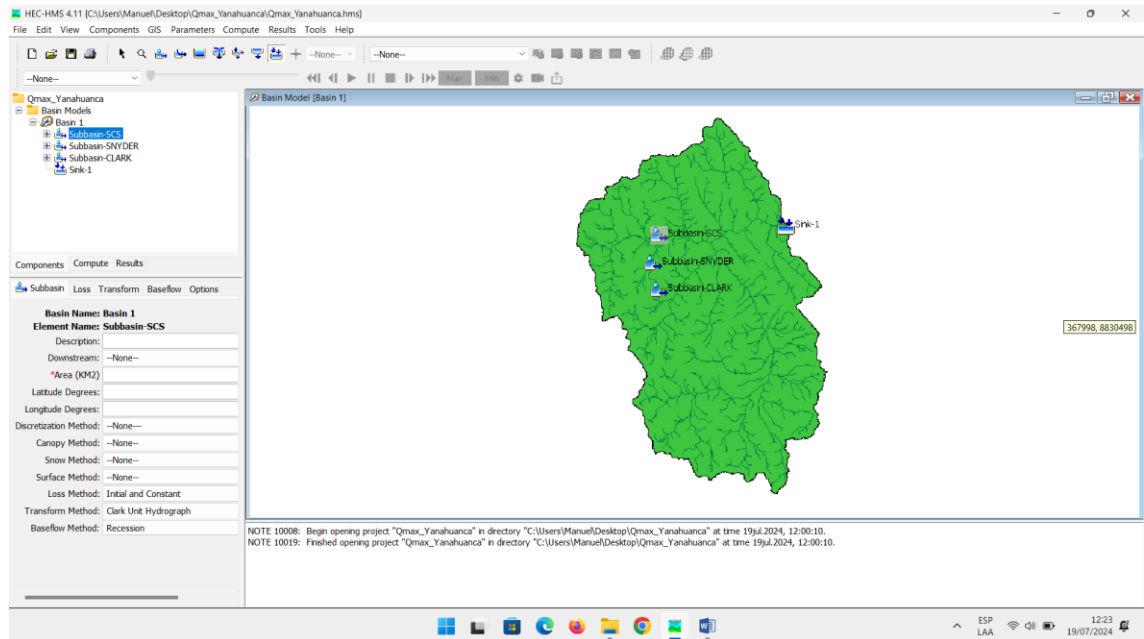 HEC-HMS 4.11 [C:\Users\Manuel\Desktop\Qmax_Yanahuanca\Qmax_Yanahuanca.hms]
File Edit View Components GIS Parameters Compute Results Tools Help
--None-- --None--
--None-- Max Min
Qmax_Yanahuanca
Basin Models
Basin 1
Subbasin-SCS
Subbasin-SNYDER
Subbasin-CLARK
Sink-1
Components Compute Results
Subbasin Loss Transform Baseflow Options
Basin Name: Basin 1
Element Name: Subbasin-SCS
Description:
Downstream: --None--
*Area (KM2)
Latitude Degrees:
Longitude Degrees:
Discretization Method: --None--
Canopy Method: --None--
Snow Method: --None--
Surface Method: --None--
Loss Method: Initial and Constant
Transform Method: Clark Unit Hydrograph
Baseflow Method: Recession
Basin Model [Basin 1]
Sink-1
Subbasin-SCS
Subbasin-SNYDER
Subbasin-CLARK
367998, 8830498
NOTE 10008: Begin opening project "Qmax_Yanahuanca" in directory "C:\Users\Manuel\Desktop\Qmax_Yanahuanca" at time 19jul.2024, 12:00:10.
NOTE 10019: Finished opening project "Qmax_Yanahuanca" in directory "C:\Users\Manuel\Desktop\Qmax_Yanahuanca" at time 19jul.2024, 12:00:10.
ESP
LAA
12:23
19/07/2024